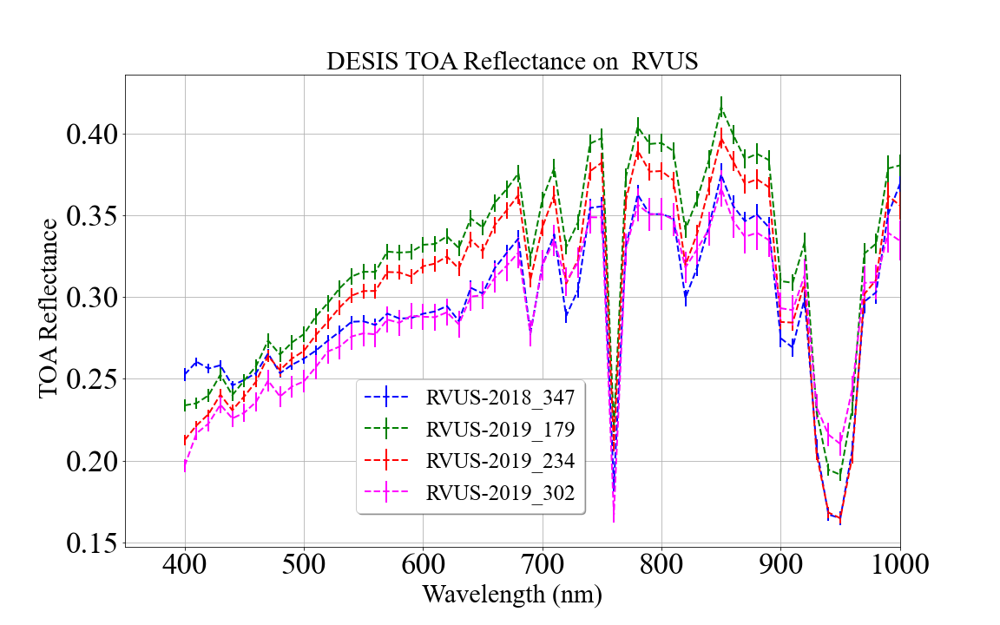 DESIS TOA Reflectance on  RVUS
TOA Reflectance
0.40
0.35
0.30
0.25
0.20
0.15
RVUS-2018_347
RVUS-2019_179
RVUS-2019_234
RVUS-2019_302
400 500 600 700 800 900 1000
Wavelength (nm)